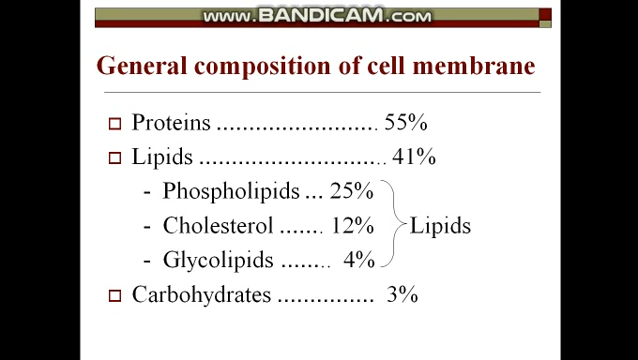 www.BANDICAM.com
General composition of cell membrane
Proteins ......................... 55%
Lipids ............................. 41%
- Phospholipids ... 25%
- Cholesterol ....... 12%
- Glycolipids ........ 4%
Lipids
Carbohydrates ............... 3%